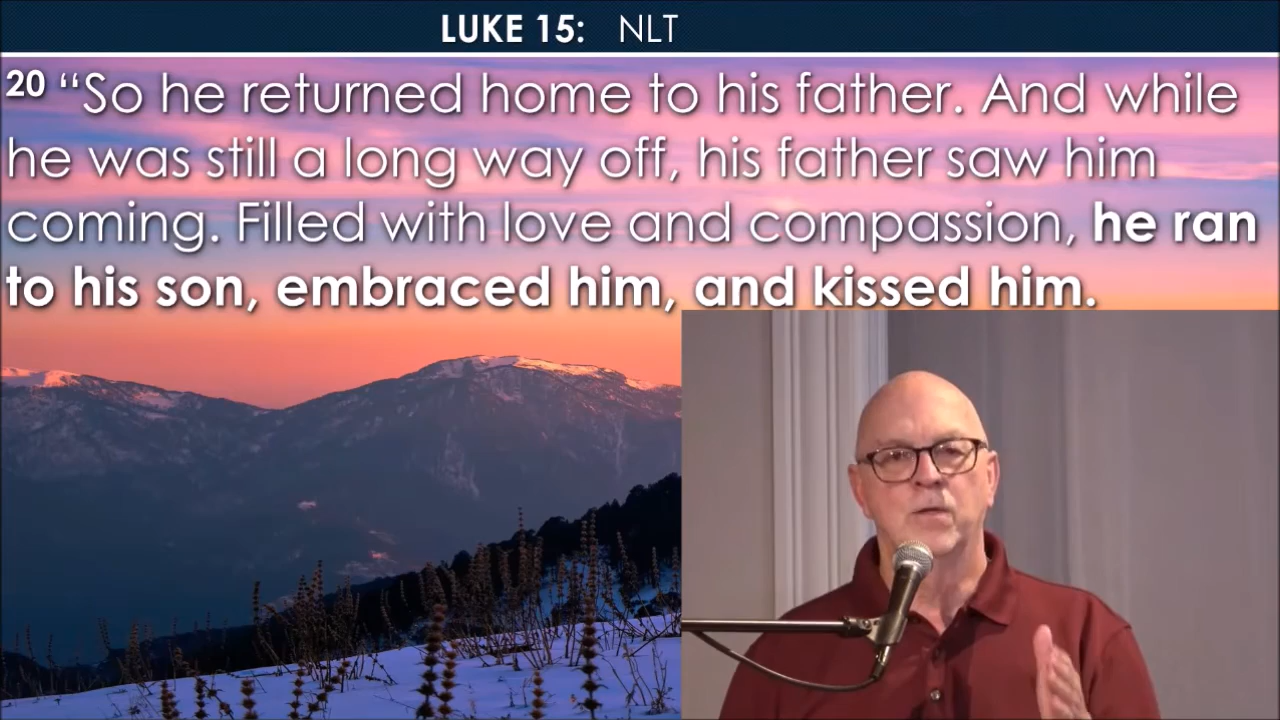 LUKE 15: NLT
20 “So he returned home to his father. And while
he was still a long way off, his father saw him
coming. Filled with love and compassion, he ran
to his son, embraced him, and kissed him.